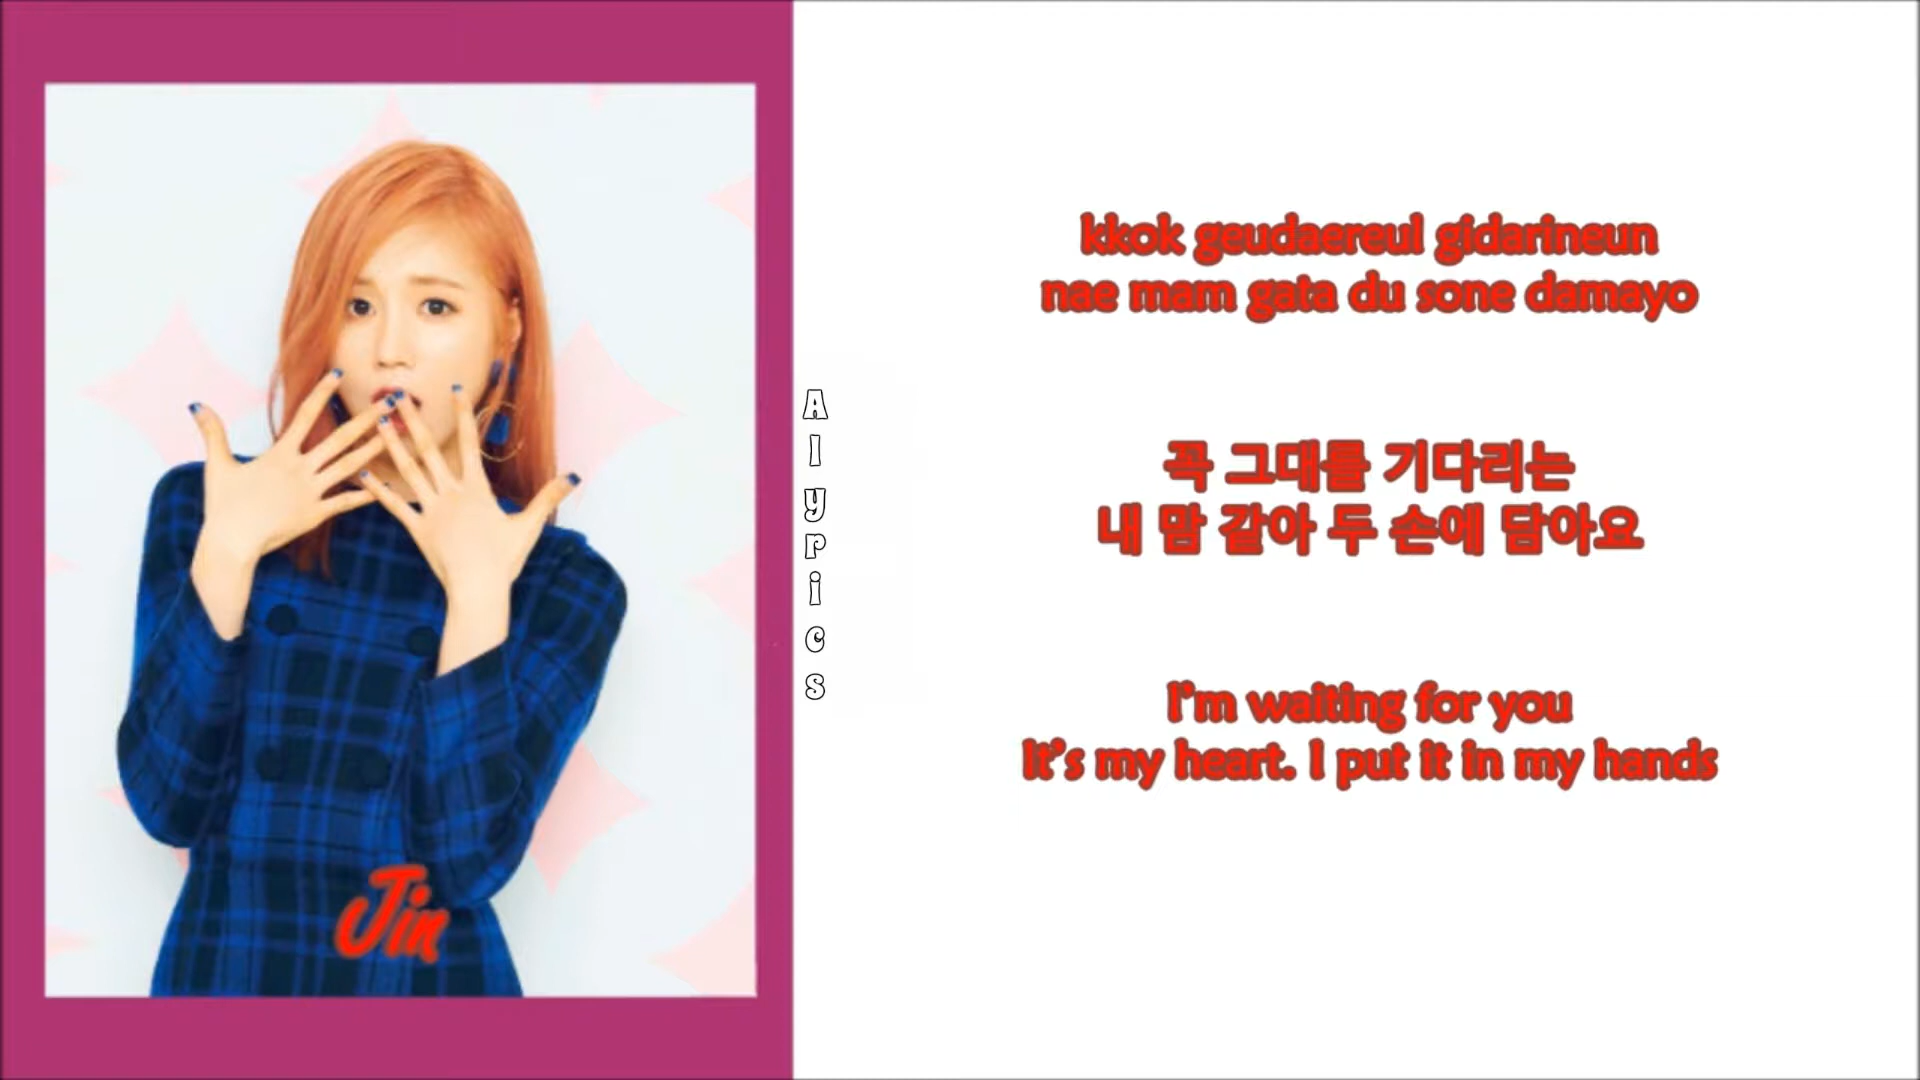 Jin
Alypics
kkok geudaereul gidarineun
nae mam gata du sone damayo
꼭 그대를 기다리는
내 맘 같아 두 손에 담아요
I'm waiting for you
It's my heart. I put it in my hands